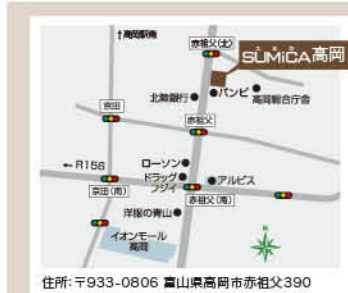 ↑高岡駅南
赤祖父(北)
スミカ
SUMiCA高岡
北陸銀行
バンビ
高岡総合庁舎
京田
赤祖父
←R156
ローソン
ドラッグ
フジイ
アルビス
京田(南)
赤祖父(南)
洋服の青山
イオンモール
高岡
住所:〒933-0806 富山県高岡市赤祖父390